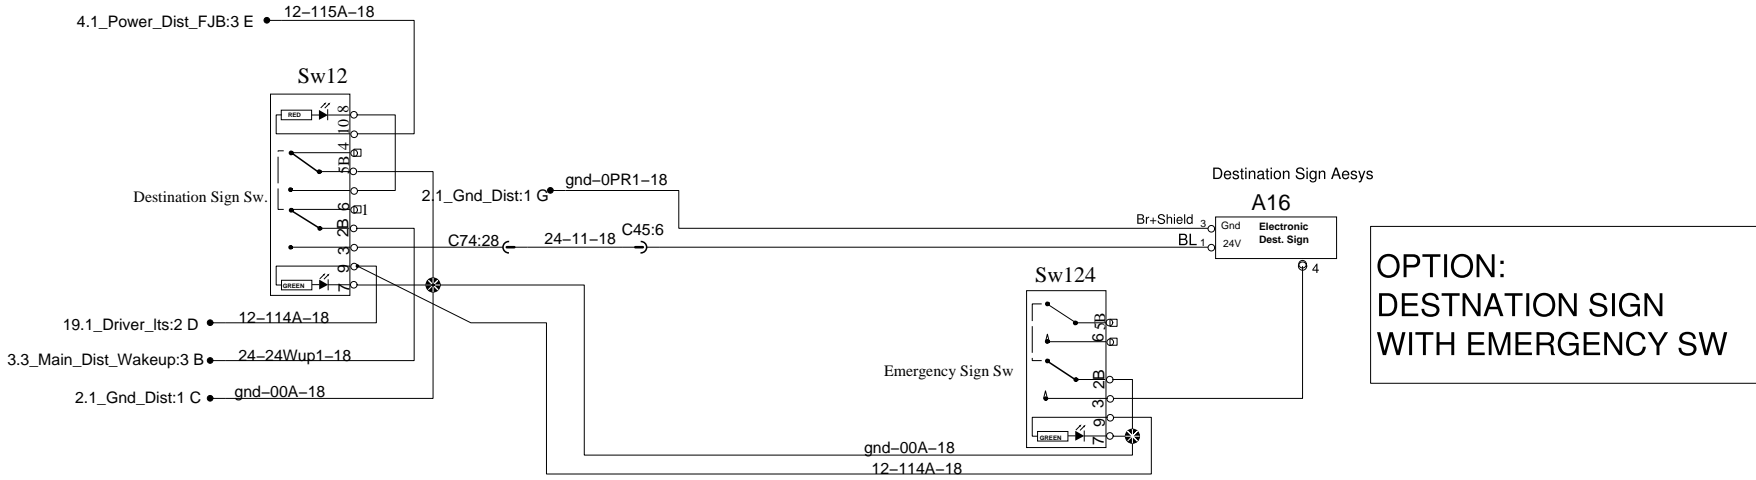 12-115A-18
4.1_Power_Dist_FJB:3 E
Sw12
RED
8
10
4
5B
Destination Sign Sw.
6
1
2B
3
9
GREEN
7
19.1_Driver_lts:2 D
12-114A-18
3.3_Main_Dist_Wakeup:3 B
24-24Wup1-18
2.1_Gnd_Dist:1 C
gnd-00A-18
2.1_Gnd_Dist:1 G
gnd-0PR1-18
C74:28
24-11-18
C45:6
Destination Sign Aesys
A16
Br+Shield
3
Gnd
Electronic
Dest. Sign
BL
1
24V
4
Sw124
5B
6
Emergency Sign Sw
2B
3
9
GREEN
7
gnd-00A-18
12-114A-18
OPTION:
DESTNATION SIGN
WITH EMERGENCY SW